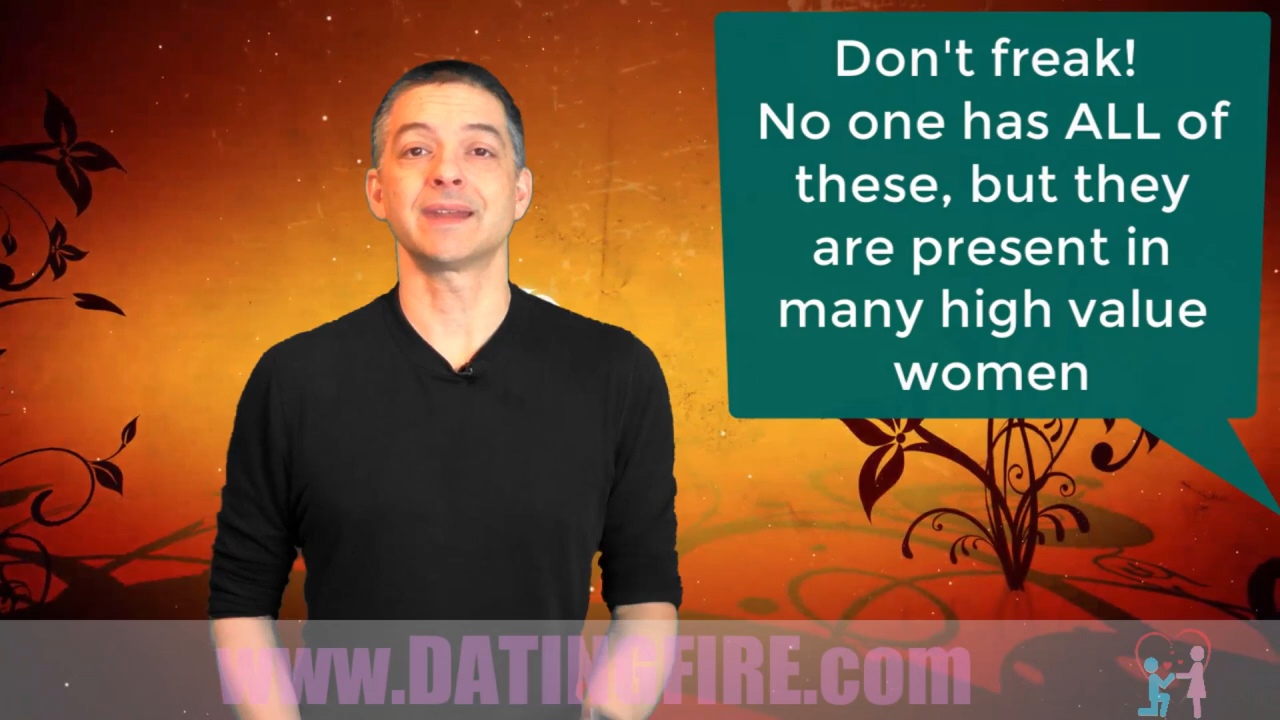 Don't freak!
No one has ALL of
these, but they
are present in
many high value
women
www.DATINGFIRE.com